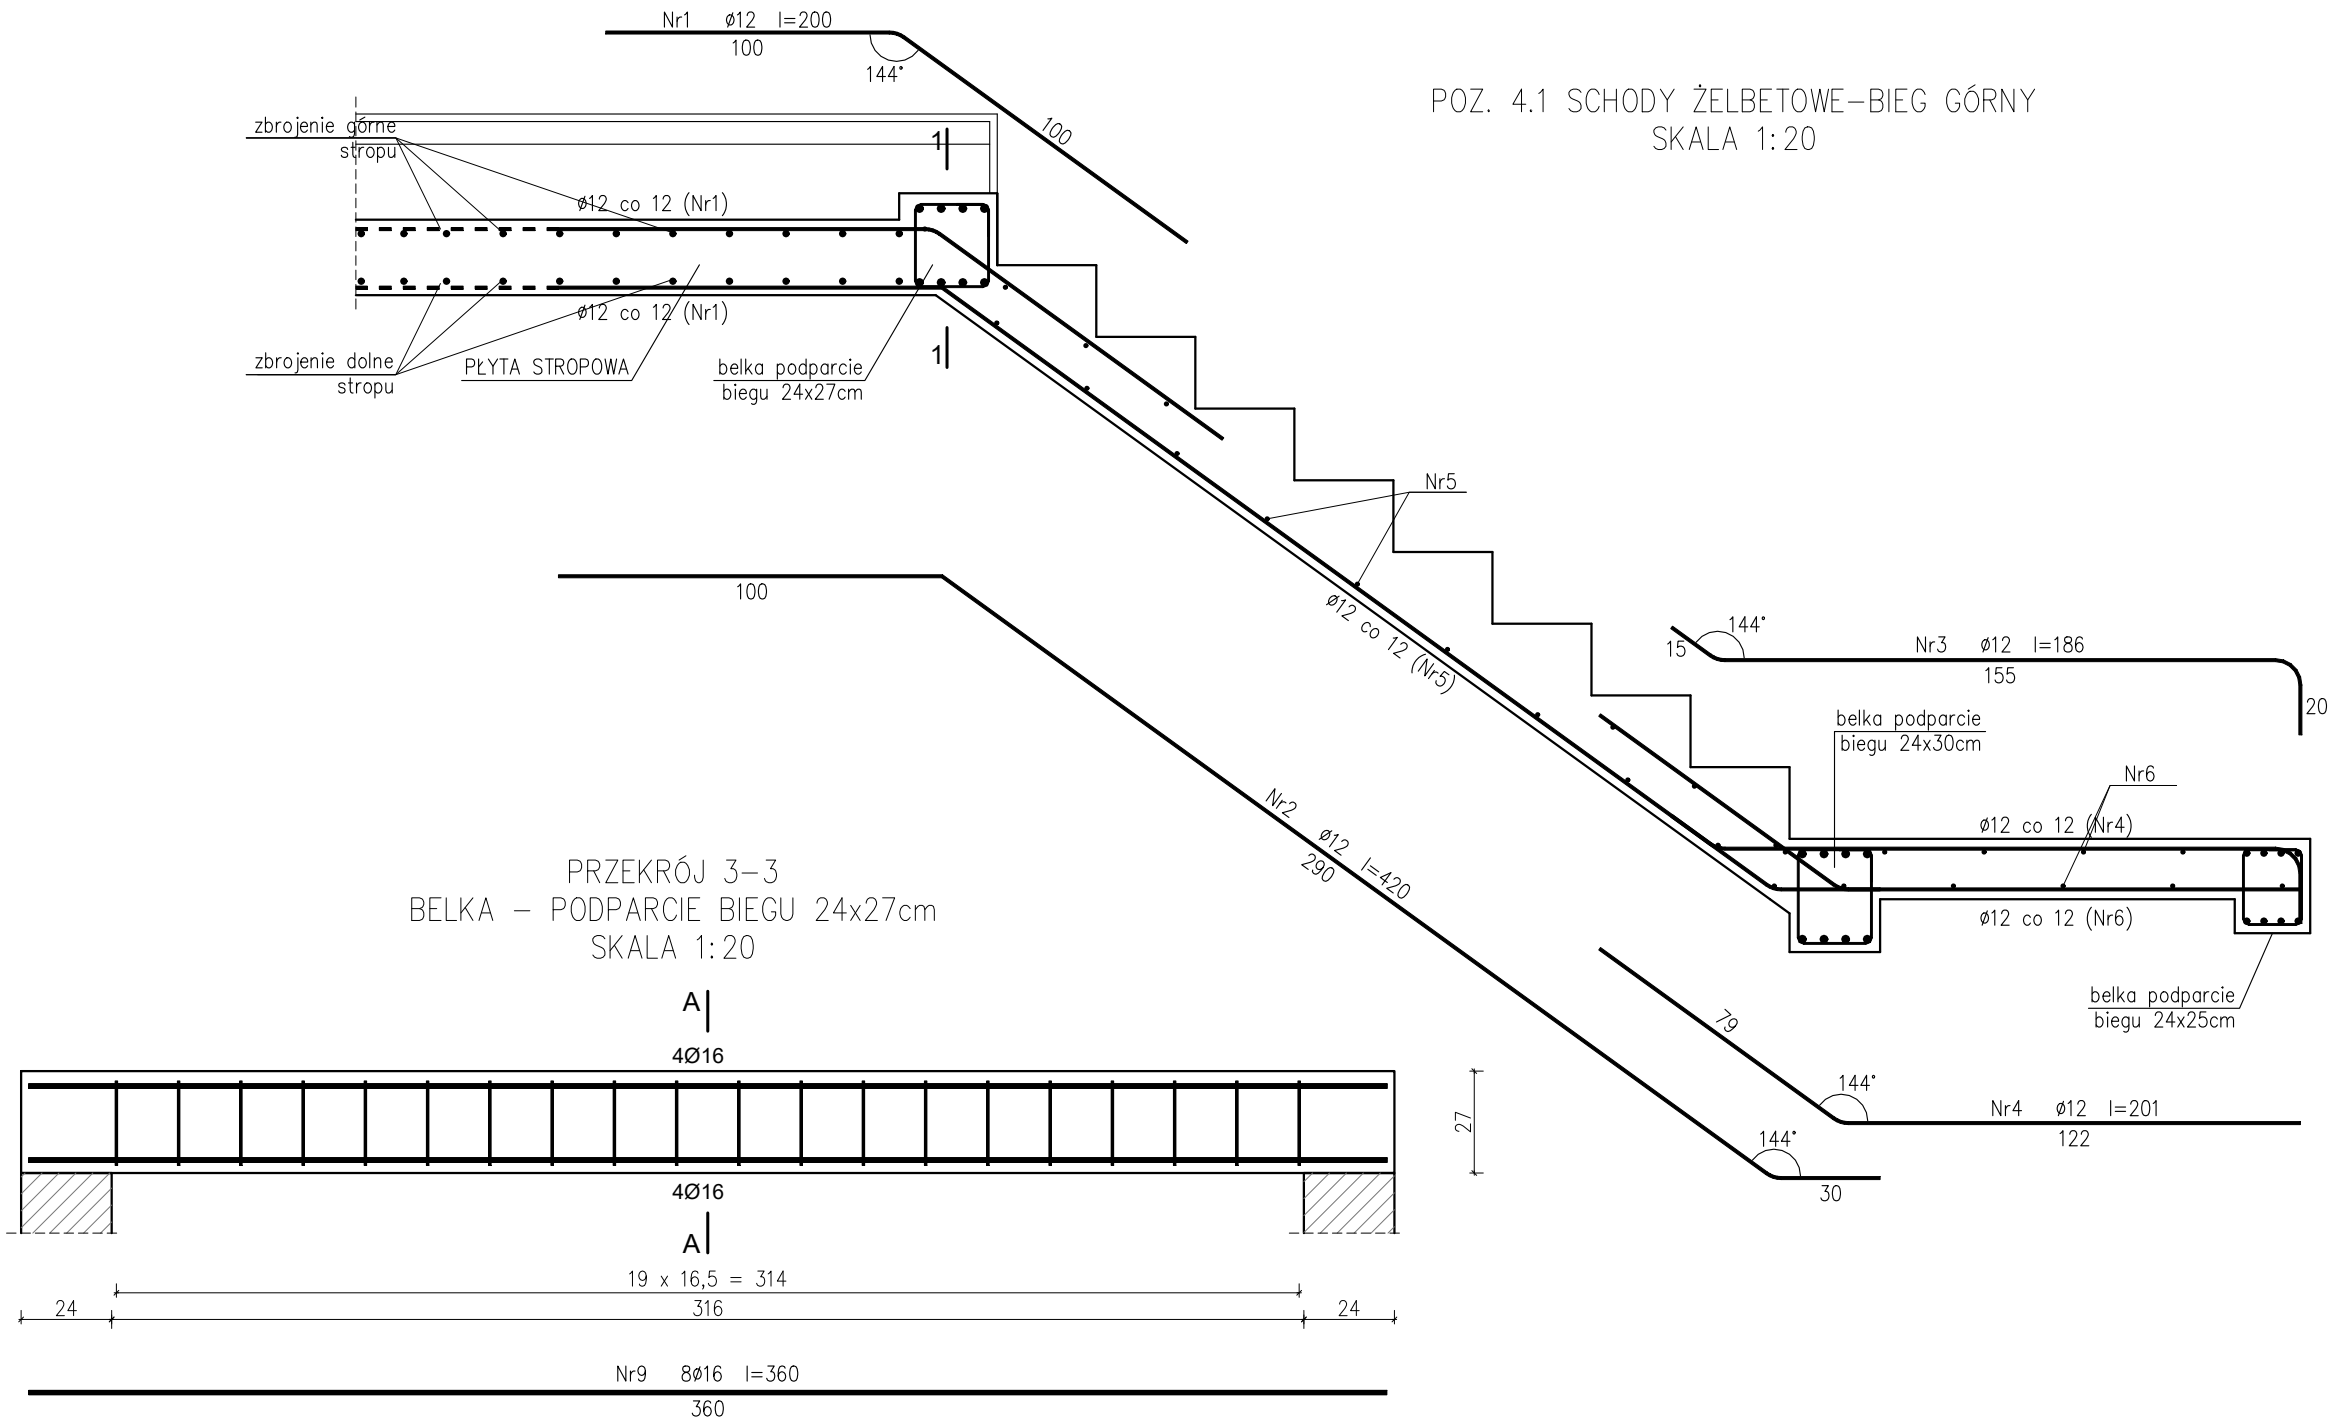 Nr1 ø12 l=200
100
144°
100
POZ. 4.1 SCHODY ŻELBETOWE–BIEG GÓRNY
SKALA 1:20
zbrojenie górne
stropu
1
ø12 co 12 (Nr1)
ø12 co 12 (Nr1)
1
zbrojenie dolne
stropu
PŁYTA STROPOWA
belka podparcie
biegu 24x27cm
Nr5
ø12 co 12 (Nr5)
100
Nr2 ø12 l=420
290
144°
30
15
144°
Nr3 ø12 l=186
155
20
belka podparcie
biegu 24x30cm
Nr6
ø12 co 12 (Nr4)
ø12 co 12 (Nr6)
belka podparcie
biegu 24x25cm
79
144°
Nr4 ø12 l=201
122
PRZEKRÓJ 3–3
BELKA – PODPARCIE BIEGU 24x27cm
SKALA 1:20
A
4Ø16
27
4Ø16
A
19 x 16,5 = 314
24 316 24
Nr9 8ø16 l=360
360